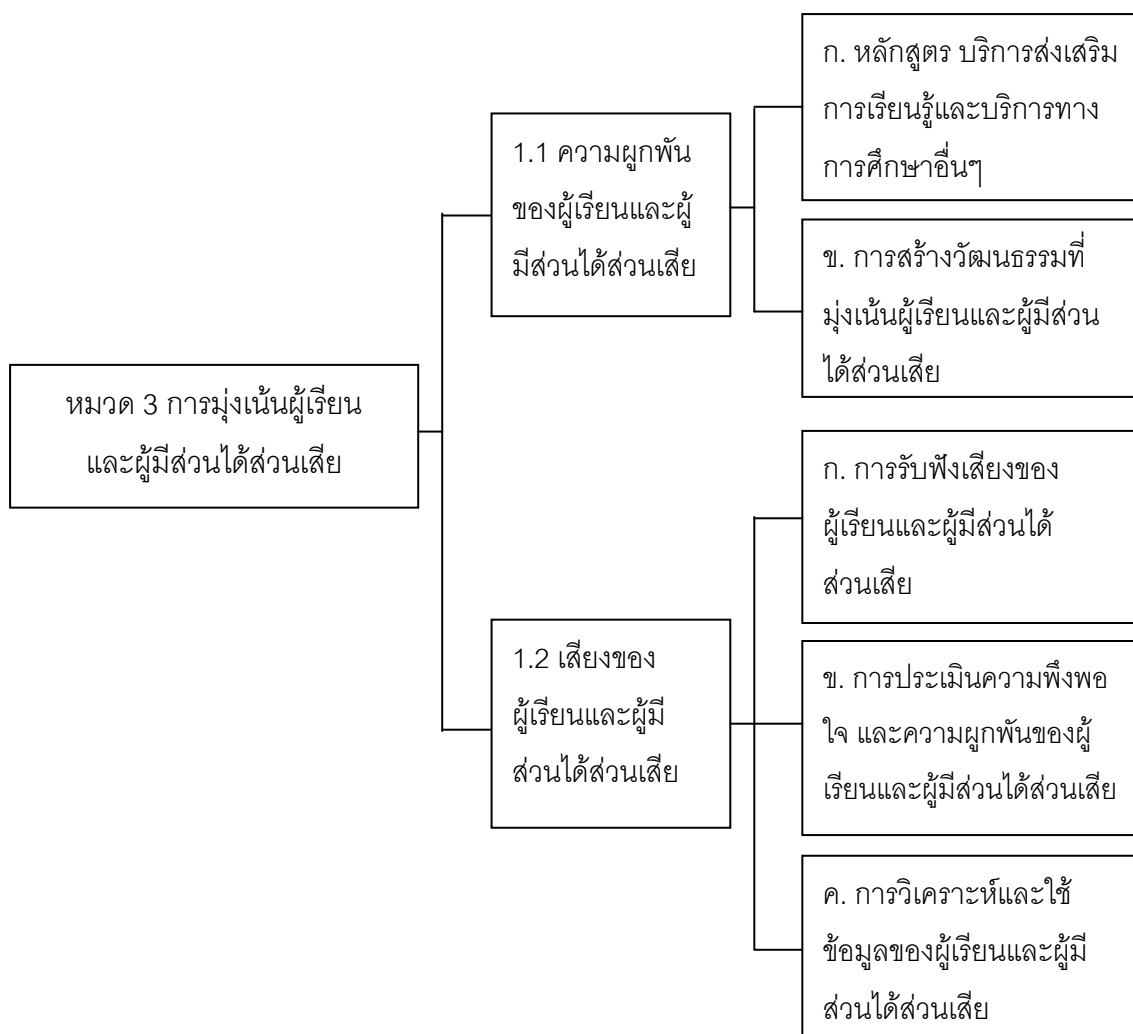 หมวด 3 การมุ่งเน้นผู้เรียน
และผู้มีส่วนได้ส่วนเสีย
1.1 ความผูกพัน
ของผู้เรียนและผู้
มีส่วนได้ส่วนเสีย
ก. หลักสูตร บริการส่งเสริม
การเรียนรู้และบริการทาง
การศึกษาอื่นๆ
ข. การสร้างวัฒนธรรมที่
มุ่งเน้นผู้เรียนและผู้มีส่วน
ได้ส่วนเสีย
1.2 เสียงของ
ผู้เรียนและผู้มี
ส่วนได้ส่วนเสีย
ก. การรับฟังเสียงของ
ผู้เรียนและผู้มีส่วนได้
ส่วนเสีย
ข. การประเมินความพึงพอ
ใจ และความผูกพันของผู้
เรียนและผู้มีส่วนได้ส่วนเสีย
ค. การวิเคราะห์และใช้
ข้อมูลของผู้เรียนและผู้มี
ส่วนได้ส่วนเสีย